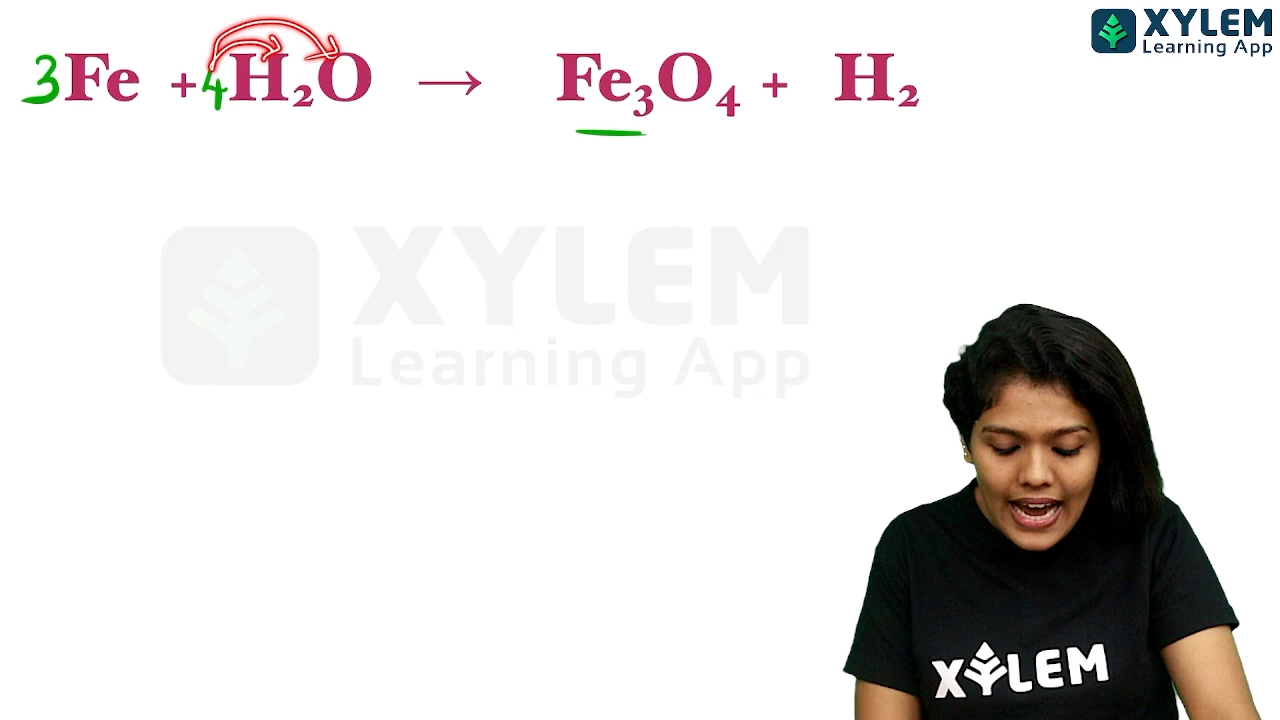 XYLEM
Learning App
3Fe + 4H₂O → Fe₃O₄ + H₂
XYLEM
Learning App
XYLEM